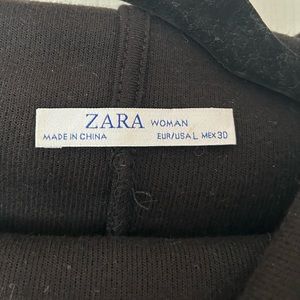 ZARA WOMAN
MADE IN CHINA EUR/USA L MEX 30